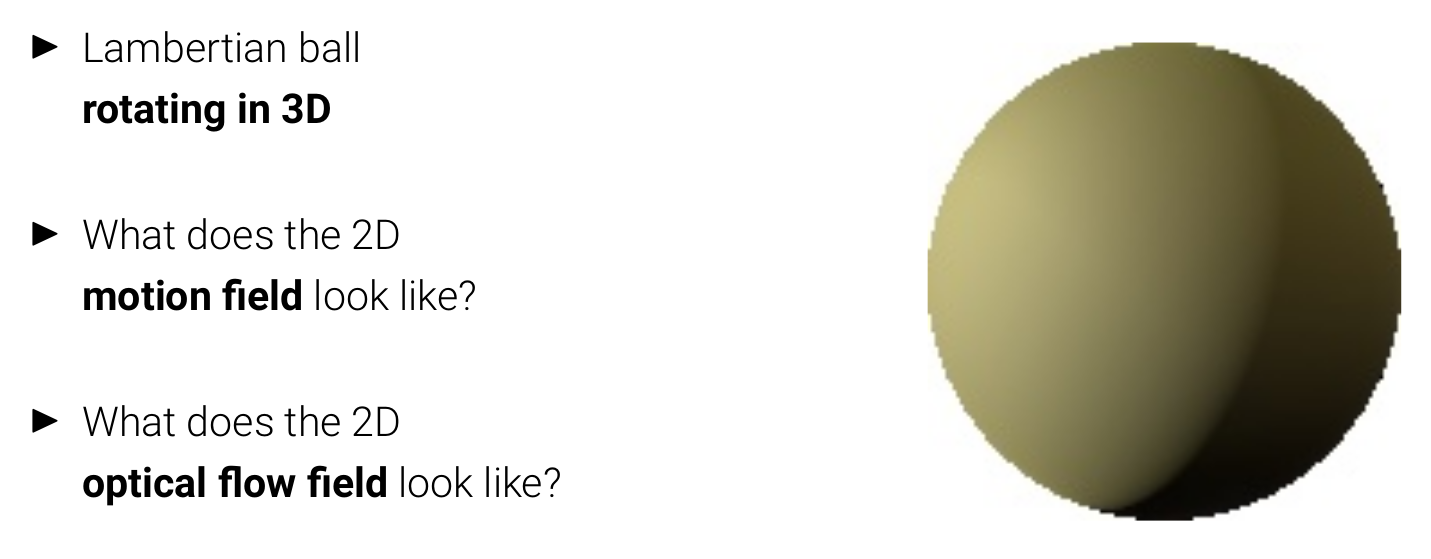 ► Lambertian ball
rotating in 3D
► What does the 2D
motion field look like?
► What does the 2D
optical flow field look like?